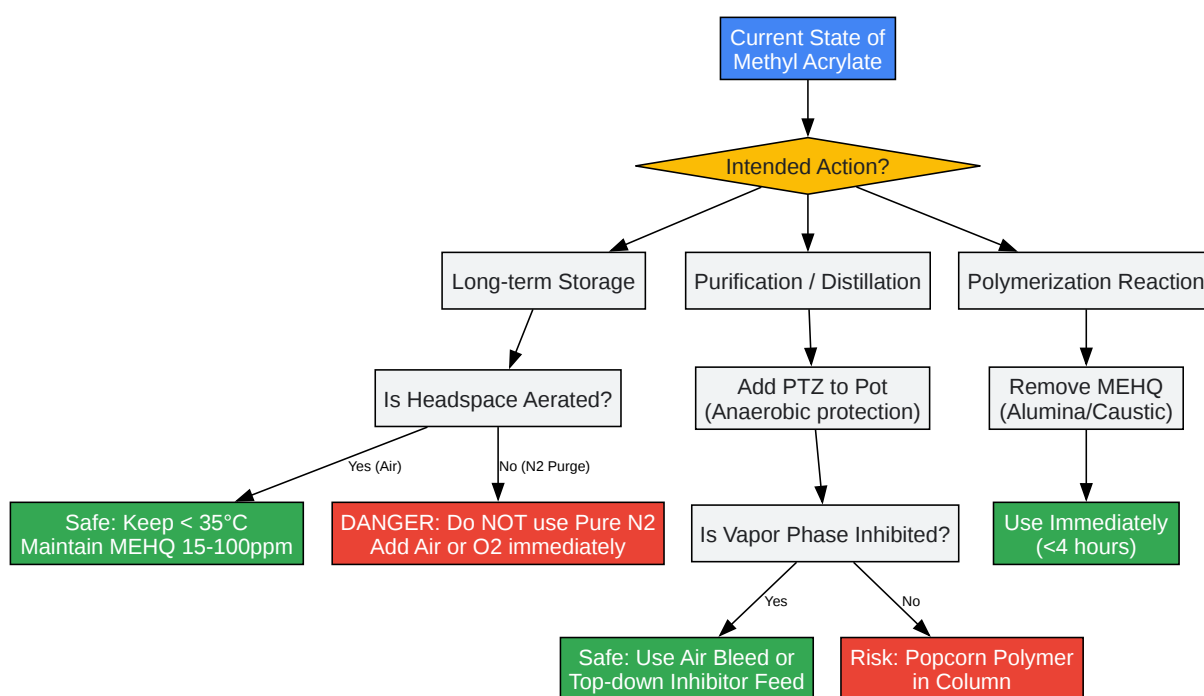 Current State of
Methyl Acrylate
Intended Action?
Long-term Storage
Purification / Distillation
Polymerization Reaction
Is Headspace Aerated?
Add PTZ to Pot
(Anaerobic protection)
Remove MEHQ
(Alumina/Caustic)
Yes (Air)
No (N2 Purge)
Safe: Keep < 35°C
Maintain MEHQ 15-100ppm
DANGER: Do NOT use Pure N2
Add Air or O2 immediately
Is Vapor Phase Inhibited?
Use Immediately
(<4 hours)
Yes
No
Safe: Use Air Bleed or
Top-down Inhibitor Feed
Risk: Popcorn Polymer
in Column